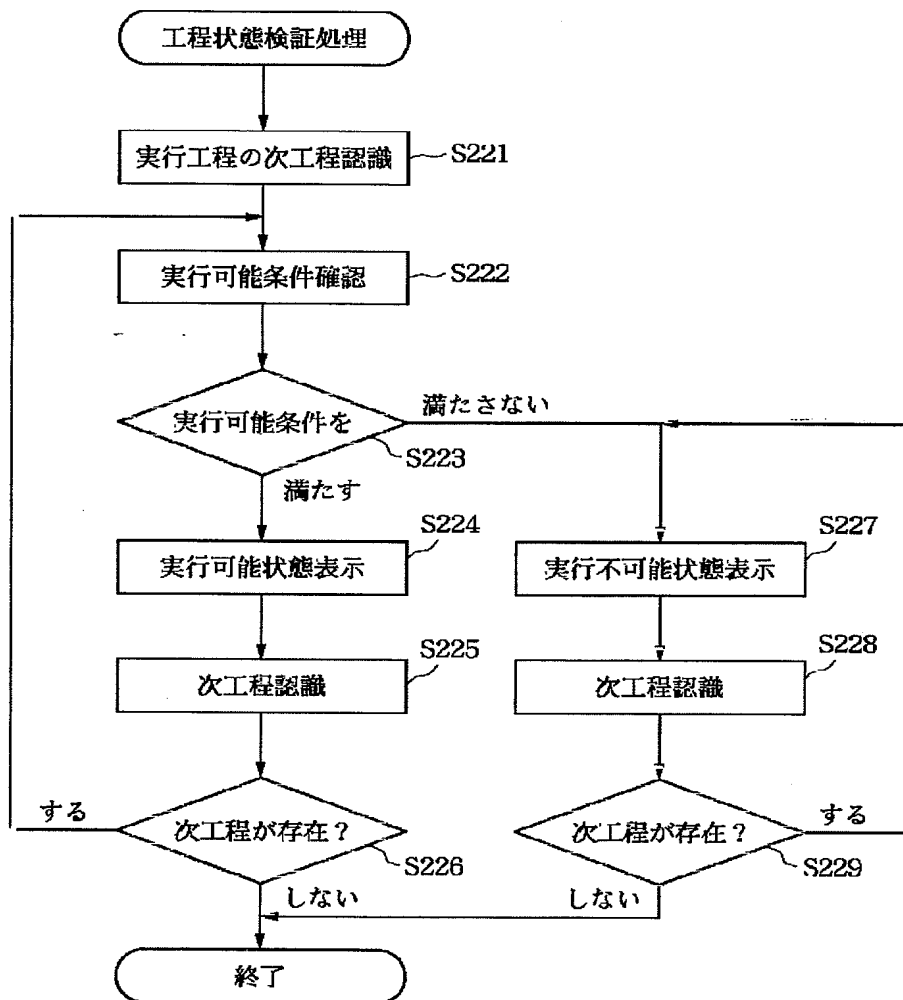 工程状態検証処理
実行工程の次工程認識
S221
実行可能条件確認
S222
実行可能条件を
満たさない
S223
満たす
実行可能状態表示
S224
次工程認識
S225
次工程が存在?
する
S226
しない
実行不可能状態表示
S227
次工程認識
S228
次工程が存在?
する
S229
しない
終了